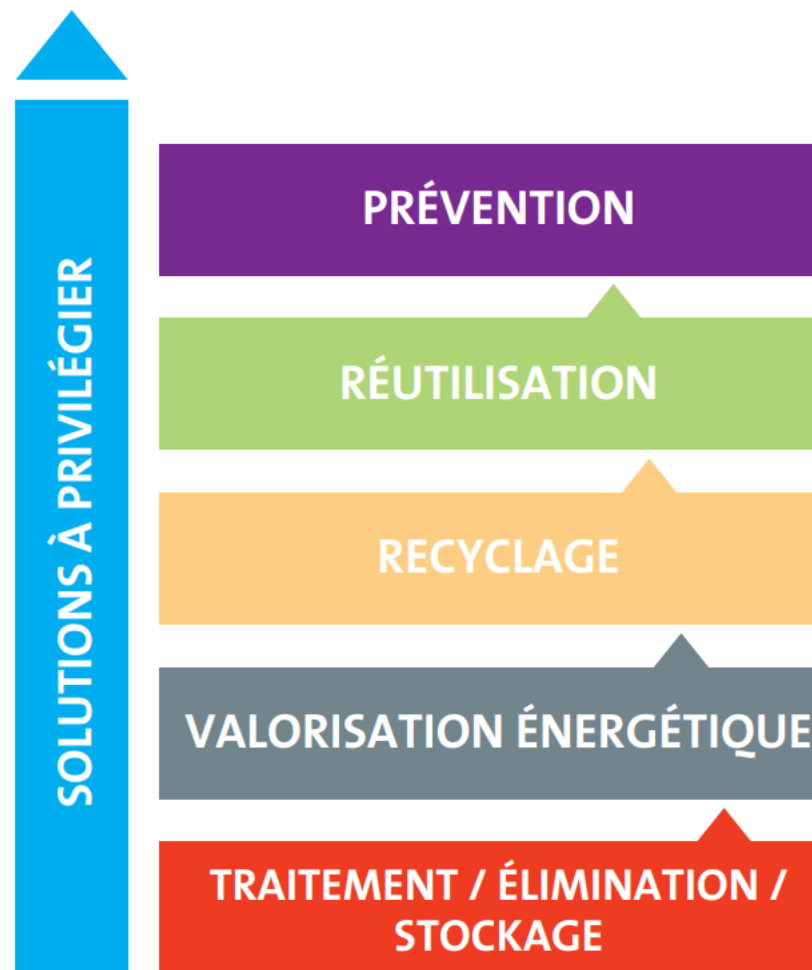 SOLUTIONS À PRIVILÉGIER
PRÉVENTION
RÉUTILISATION
RECYCLAGE
VALORISATION ÉNERGÉTIQUE
TRAITEMENT / ÉLIMINATION /
STOCKAGE